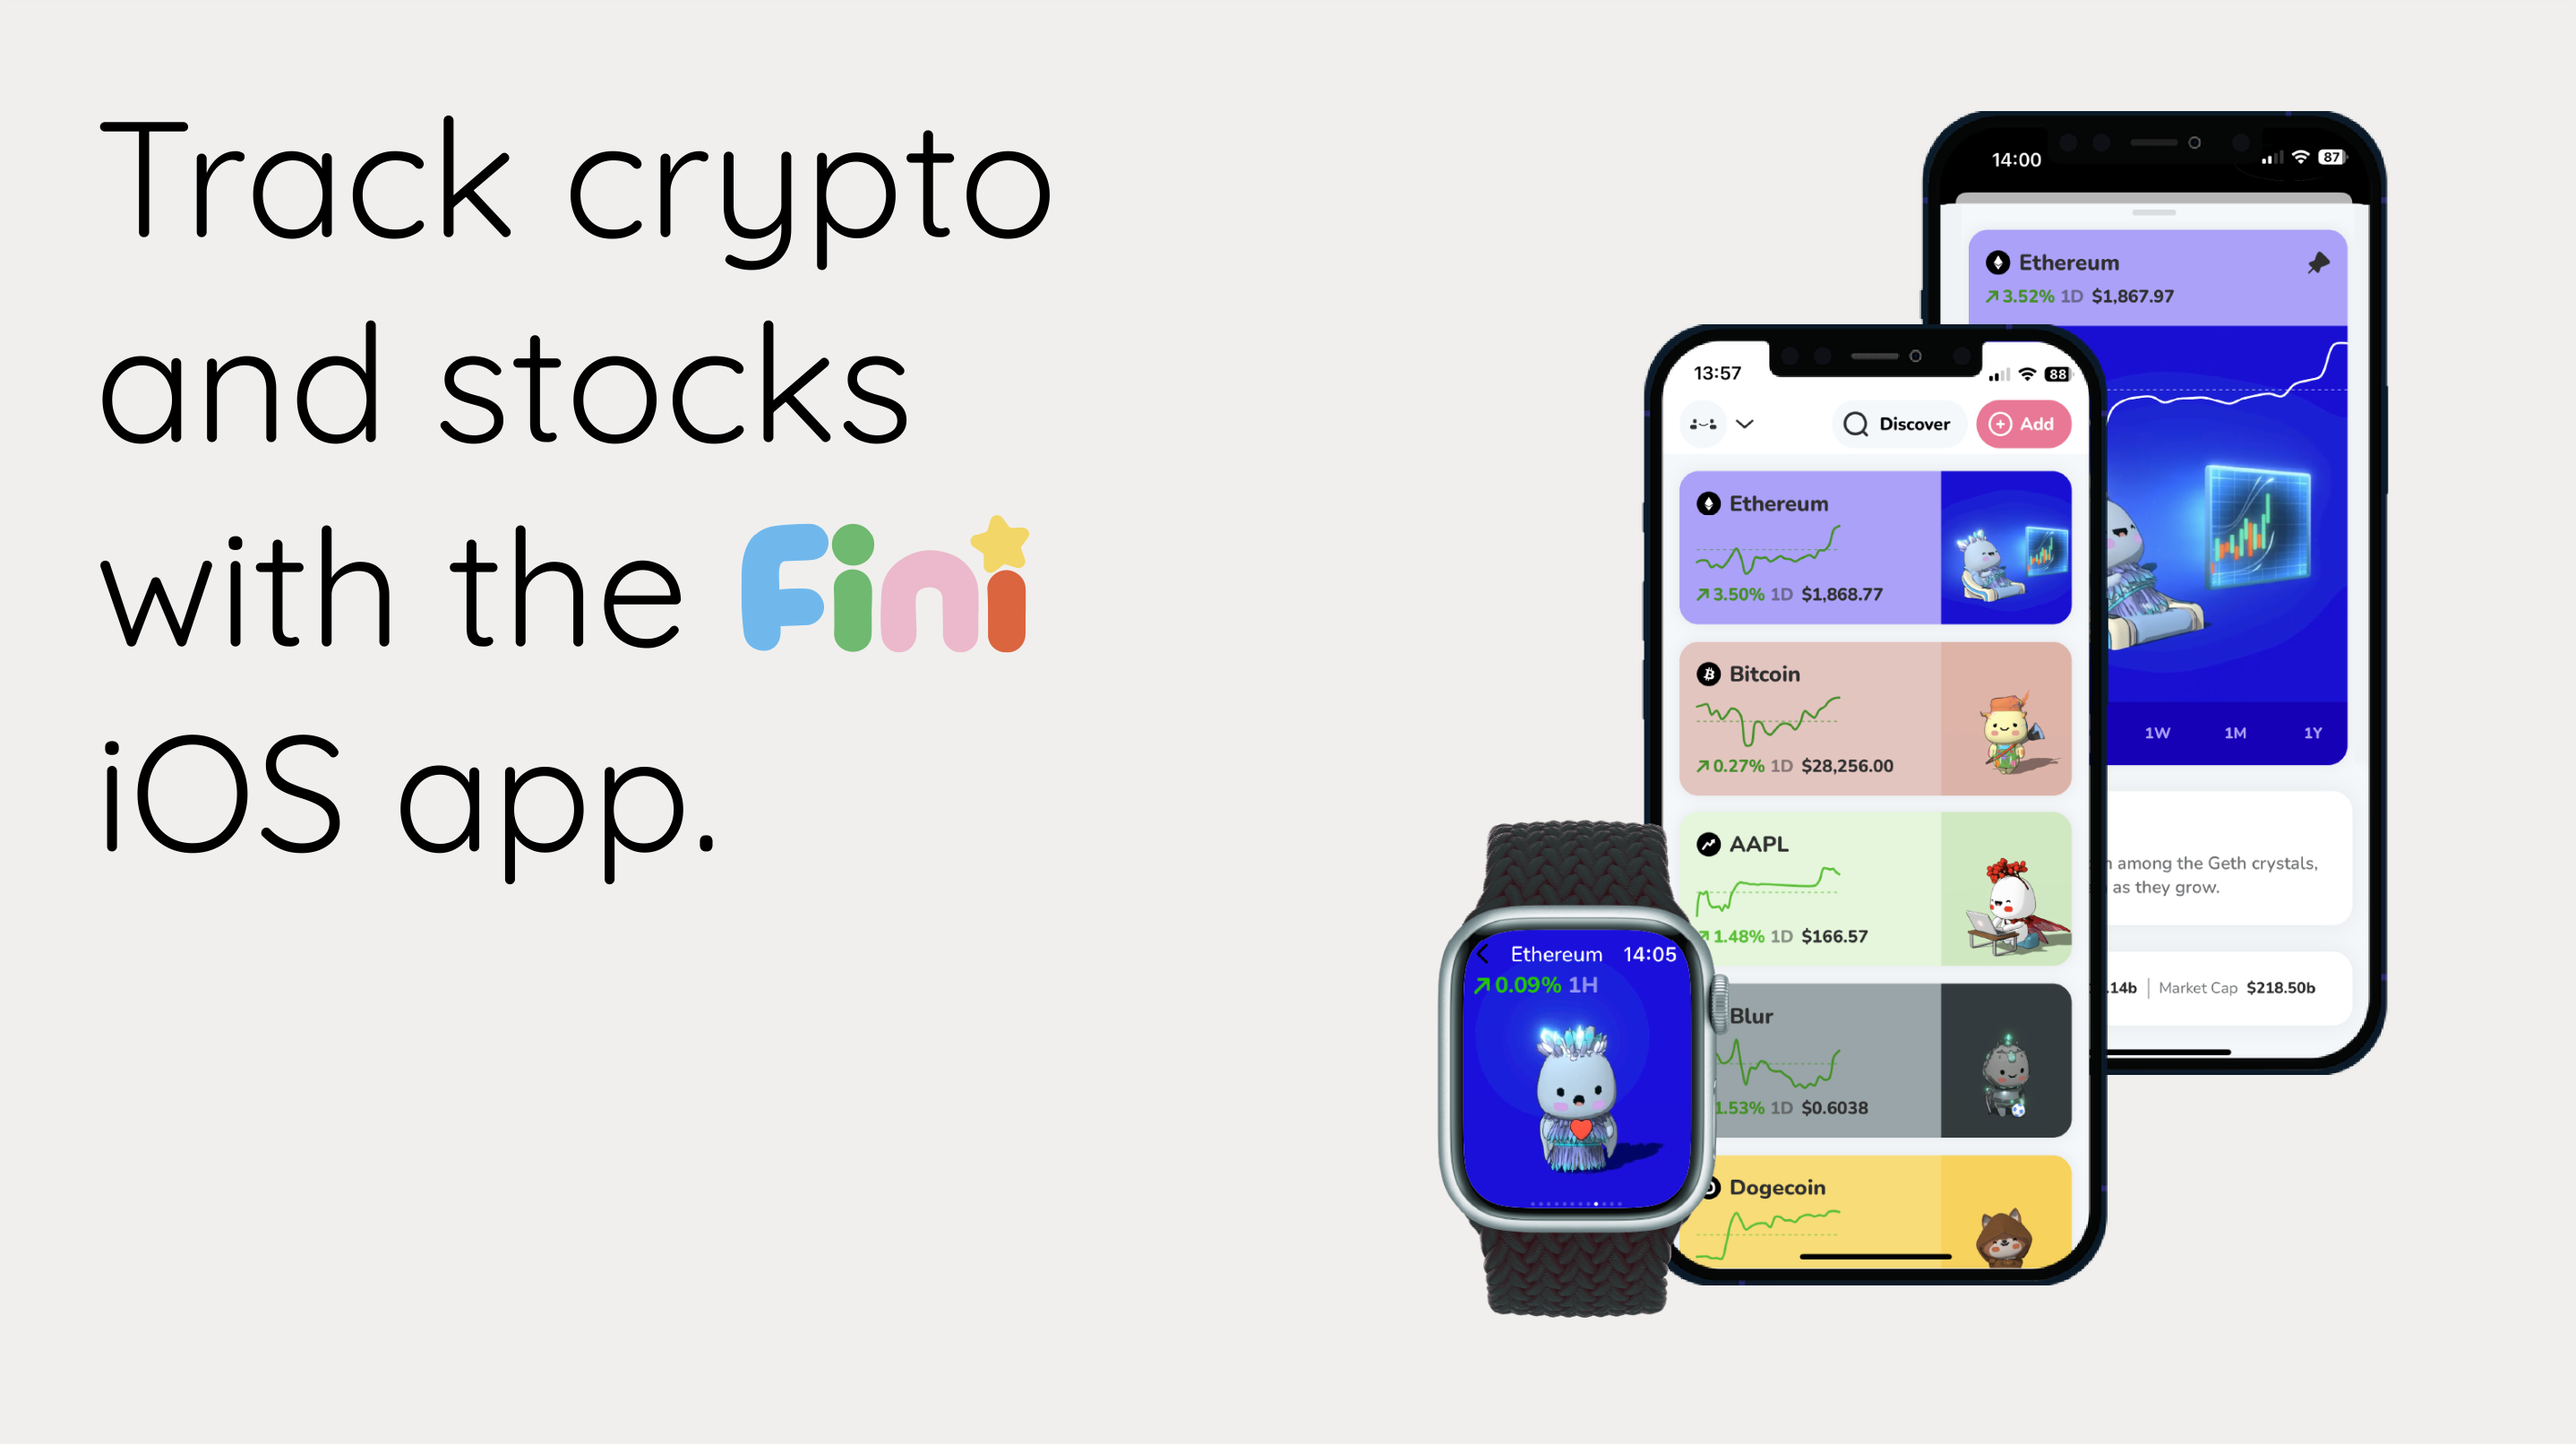 Track crypto
and stocks
with the Fini
iOS app.
14:00
87
Ethereum
3.52% 1D $1,867.97
1W 1M 1Y
among the Geth crystals,
as they grow.
.14b | Market Cap $218.50b
13:57
88
Discover
Add
Ethereum
3.50% 1D $1,868.77
Bitcoin
0.27% 1D $28,256.00
AAPL
1.48% 1D $166.57
Blur
1.53% 1D $0.6038
Dogecoin
Ethereum 14:05
0.09% 1H